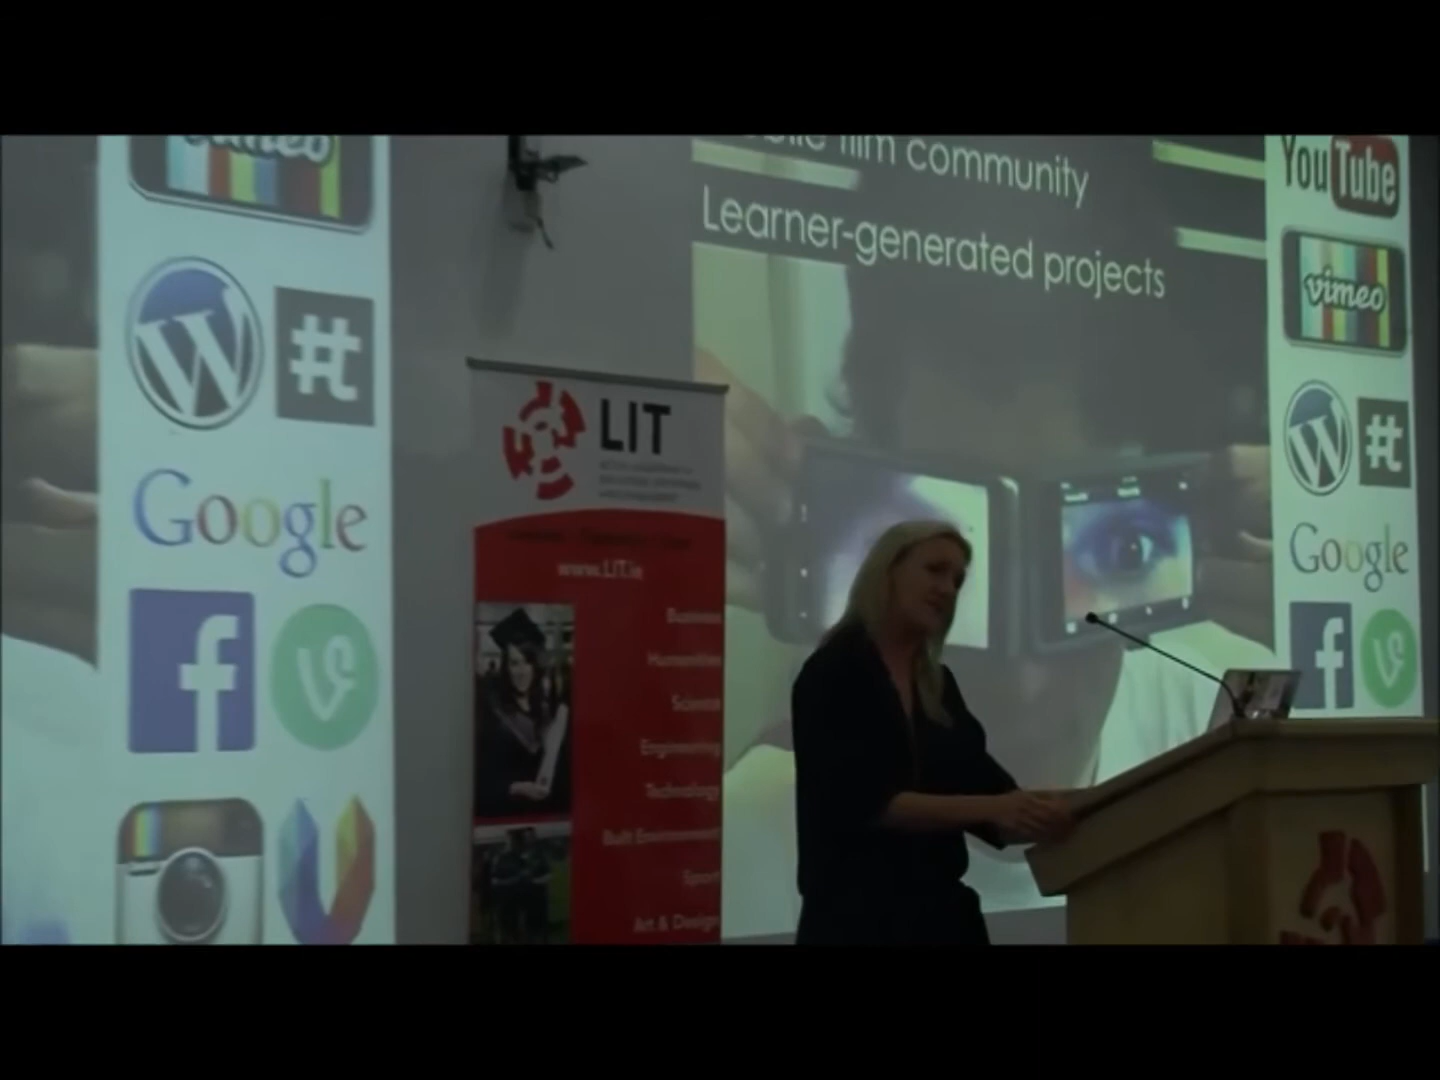 vimeo
film community
Learner-generated projects
YouTube
vimeo
W
#t
W
#t
Google
Google
f
f
LIT
www.LIT.ie
Business
Humanities
Science
Engineering
Technology
Built Environment
Sport
Art & Design